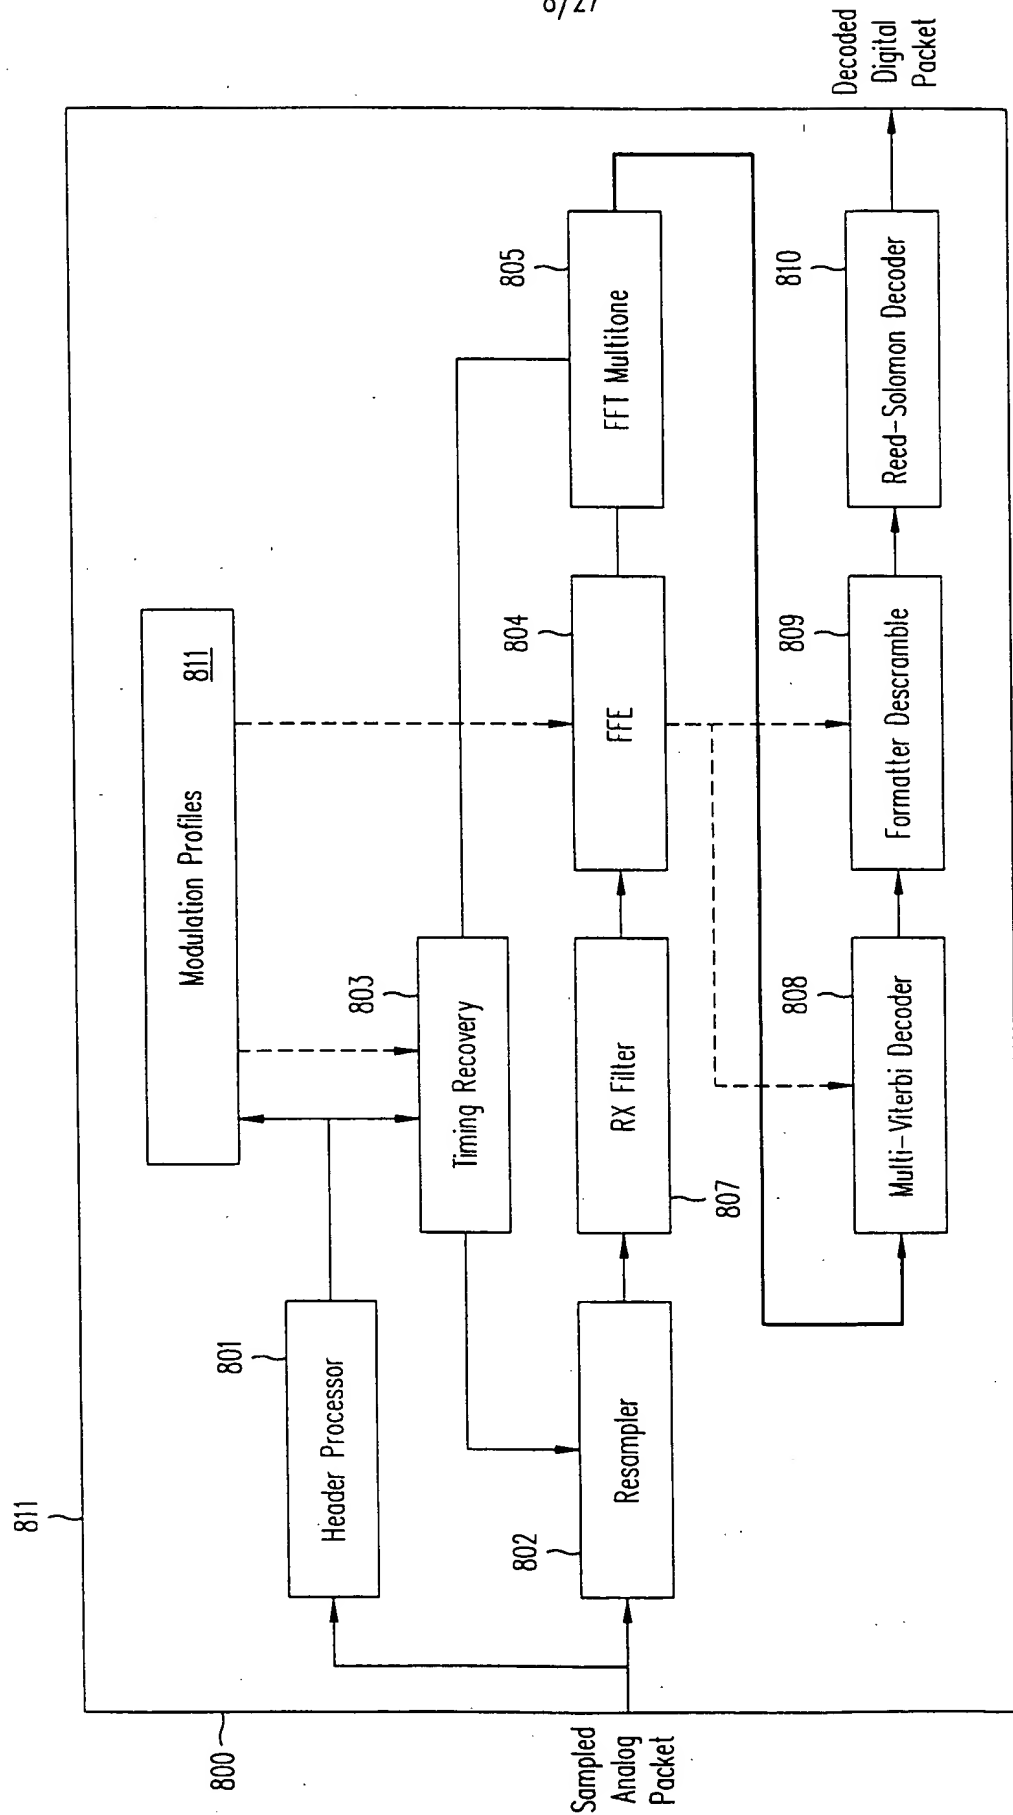 8/27
811
800
Modulation Profiles
811
Header Processor
801
Timing Recovery
803
Sampled
Analog
Packet
Resampler
802
RX Filter
807
FFE
804
FFT Multitone
805
Multi-Viterbi Decoder
808
Formatter Descramble
809
Reed-Solomon Decoder
810
Decoded
Digital
Packet